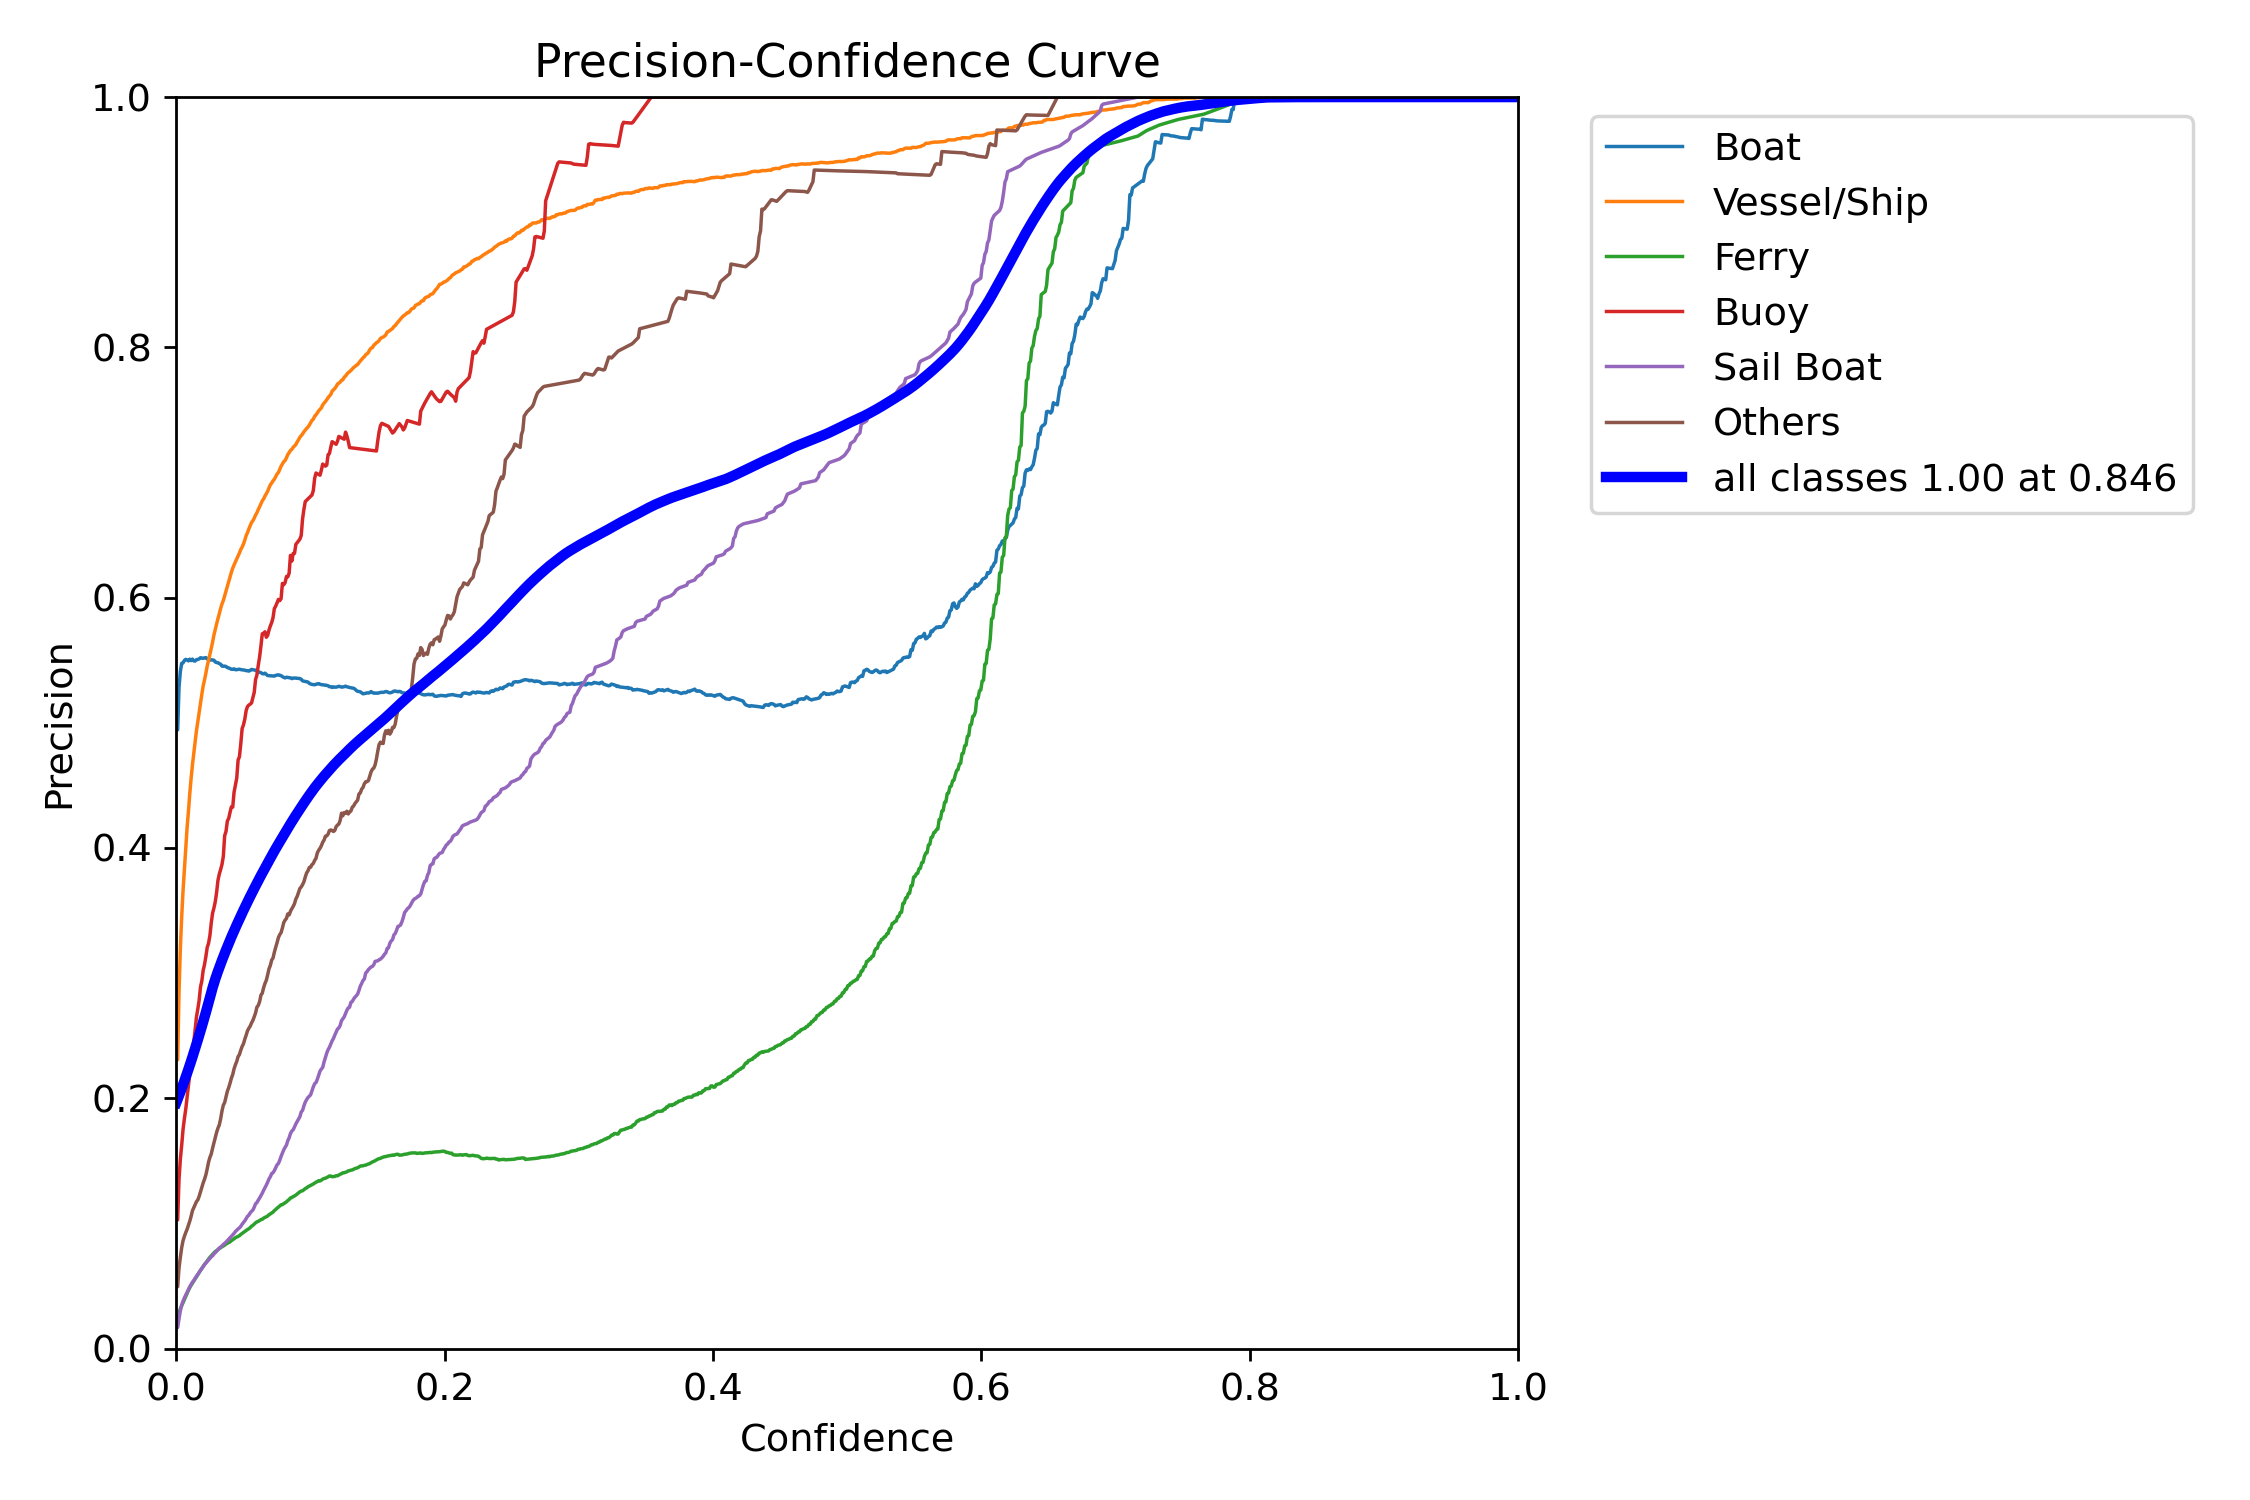 Precision-Confidence Curve
1.0
0.8
0.6
0.4
0.2
0.0
Precision
0.0 0.2 0.4 0.6 0.8 1.0
Confidence
Boat
Vessel/Ship
Ferry
Buoy
Sail Boat
Others
all classes 1.00 at 0.846